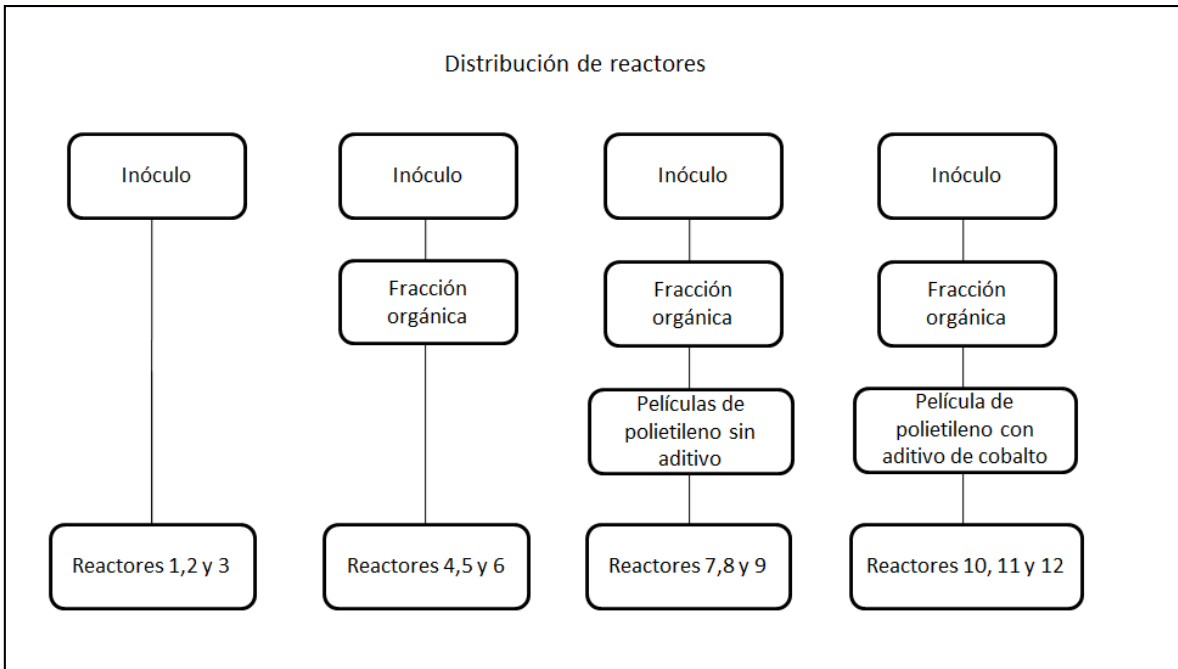 Distribución de reactores
Inóculo
Inóculo
Inóculo
Inóculo
Fracción
orgánica
Fracción
orgánica
Fracción
orgánica
Películas de
polietileno sin
aditivo
Película de
polietileno con
aditivo de cobalto
Reactores 1,2 y 3
Reactores 4,5 y 6
Reactores 7,8 y 9
Reactores 10, 11 y 12